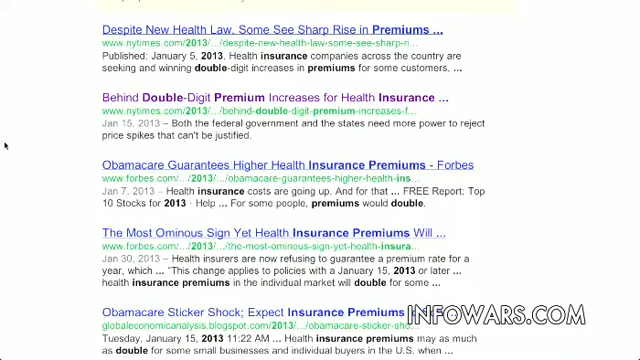 Despite New Health Law, Some See Sharp Rise in Premiums ...
www.nytimes.com/2013/.../despite-new-health-law-some-see-sharp-ri...
Published: January 5, 2013. Health insurance companies across the country are
seeking and winning double-digit increases in premiums for some customers, ...
Behind Double-Digit Premium Increases for Health Insurance ...
www.nytimes.com/2013/.../behind-double-digit-premium-increases-f...
Jan 15, 2013 – Both the federal government and the states need more power to reject
price spikes that can't be justified.
Obamacare Guarantees Higher Health Insurance Premiums - Forbes
www.forbes.com/2013/.../obamacare-guarantees-higher-health-ins...
Jan 7, 2013 – Health insurance costs are going up. And for that ... FREE Report: Top
10 Stocks for 2013 · Help ... For some people, premiums would double.
The Most Ominous Sign Yet Health Insurance Premiums Will ...
www.forbes.com/.../2013/.../the-most-ominous-sign-yet-health-insura...
Jan 30, 2013 – Health insurers are now refusing to guarantee a premium rate for a
year, which ... "This change applies to policies with a January 15, 2013 or later ...
health insurance premiums in the individual market will double for some ...
Obamacare Sticker Shock; Expect Insurance Premiums
globaleconomicanalysis.blogspot.com/2013/.../obamacare-sticker-sho...
INFOWARS.COM
Tuesday, January 15, 2013 11:22 AM ... Health insurance premiums may as much
as double for some small businesses and individual buyers in the U.S. when ...